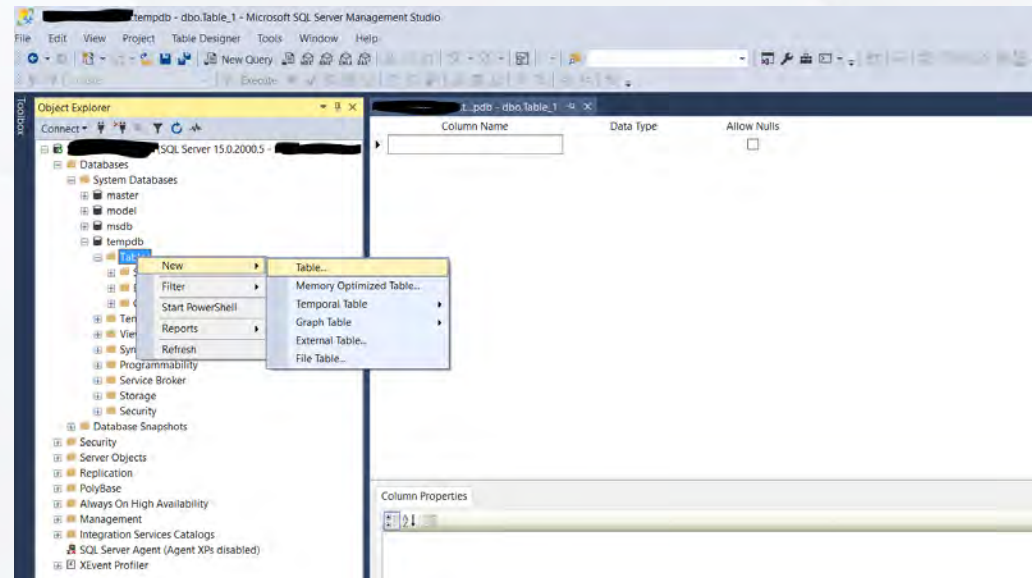 tempdb - dbo.Table_1 - Microsoft SQL Server Management Studio
File Edit View Project Table Designer Tools Window Help
New Query
Execute
Toolbox
Object Explorer
t...pdb - dbo.Table_1
Connect
Column Name Data Type Allow Nulls
(SQL Server 15.0.2000.5 -
Databases
System Databases
master
model
msdb
tempdb
New Table...
Filter Memory Optimized Table...
Start PowerShell Temporal Table
Reports Graph Table
Refresh External Table...
File Table...
Programmability
Service Broker
Storage
Security
Database Snapshots
Security
Server Objects
Replication
PolyBase
Always On High Availability
Management
Integration Services Catalogs
SQL Server Agent (Agent XPs disabled)
XEvent Profiler
Column Properties